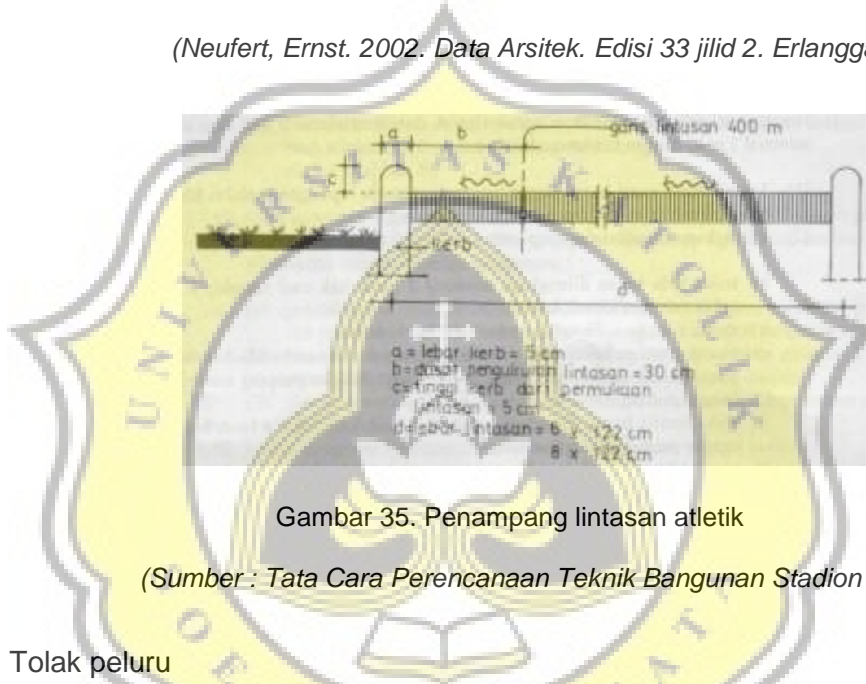 (Neufert, Ernst. 2002. Data Arsitek. Edisi 33 jilid 2. Erlangga
garis lintasan 400 m
a b
c
kerb
d
a = lebar kerb = 5 cm
b = dasar pengukuran lintasan = 30 cm
c = tinggi kerb dari permukaan
lintasan = 5 cm
d = lebar lintasan = 6 x 122 cm
8 x 122 cm
Gambar 35. Penampang lintasan atletik
(Sumber : Tata Cara Perencanaan Teknik Bangunan Stadion
Tolak peluru
UNIVERSITAS KATOLIK